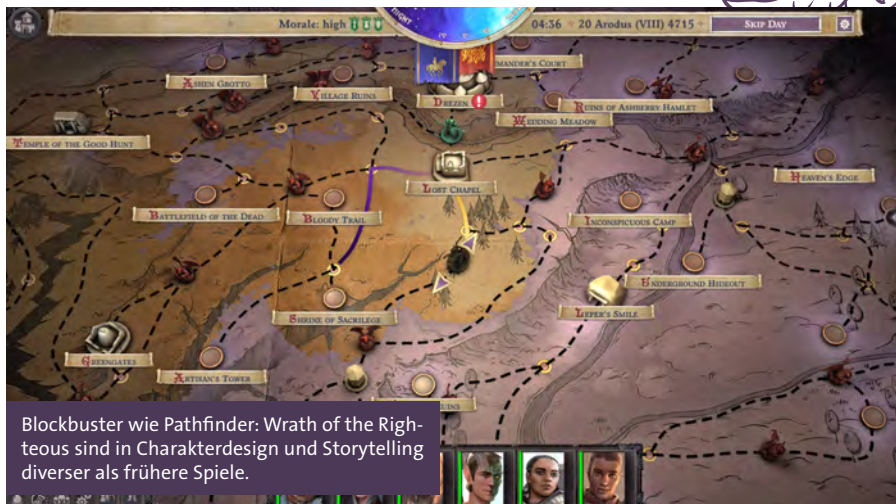 Morale: high
04:36
20 Arodus (VIII) 4715
SKIP DAY
MANDER'S COURT
ASHEN GROTTO
VILLAGE RUINS
DREZEN
RUINS OF ASHBERRY HAMLET
WEDDING MEADOW
TEMPLE OF THE GOOD HUNT
LOST CHAPEL
HEAVEN'S EDGE
BATTLEFIELD OF THE DEAD
BLOODY TRAIL
INCONSPICUOUS CAMP
UNDERGROUND HIDEOUT
LEPER'S SMILE
SHRINE OF SACRILEGE
GREENGATES
ARTISAN'S TOWER
Blockbuster wie Pathfinder: Wrath of the Righ-
teous sind in Charakterdesign und Storytelling
diverser als frühere Spiele.